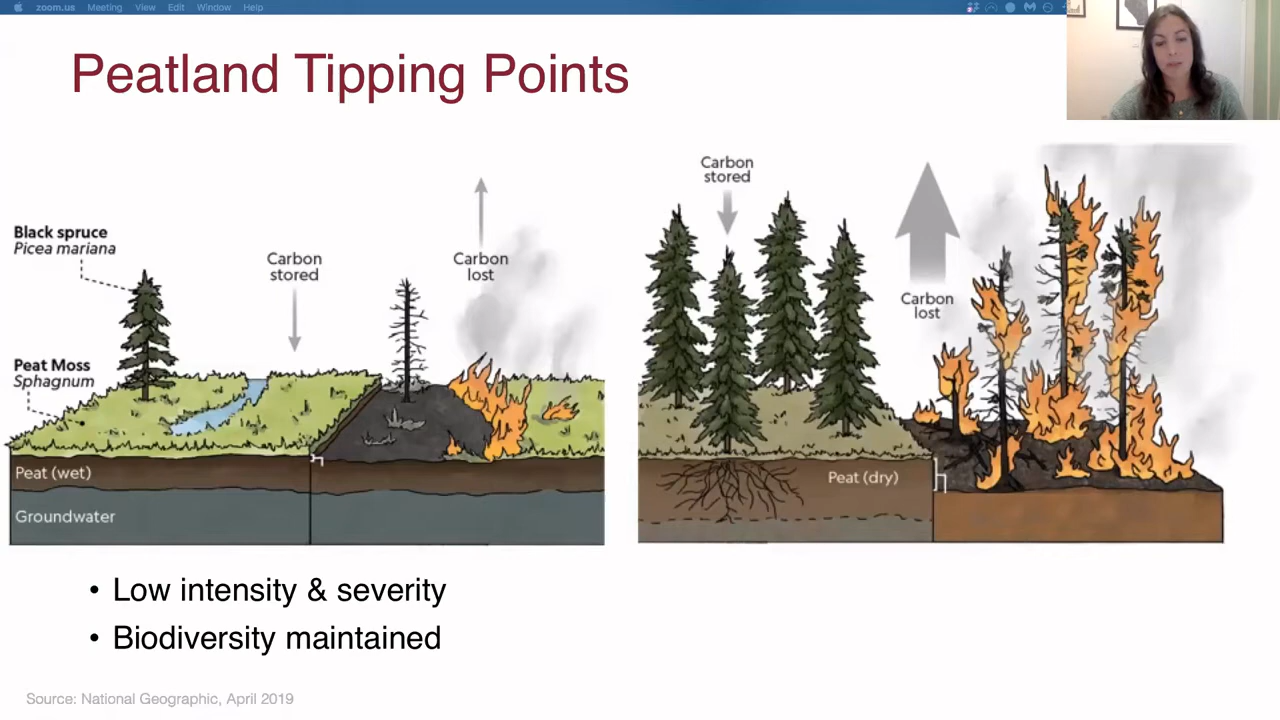 zoom.us Meeting View Edit Window Help
Peatland Tipping Points
Black spruce
Picea mariana
Peat Moss
Sphagnum
Carbon
stored
Carbon
lost
Peat (wet)
Groundwater
Carbon
stored
Carbon
lost
Peat (dry)
• Low intensity & severity
• Biodiversity maintained
Source: National Geographic, April 2019